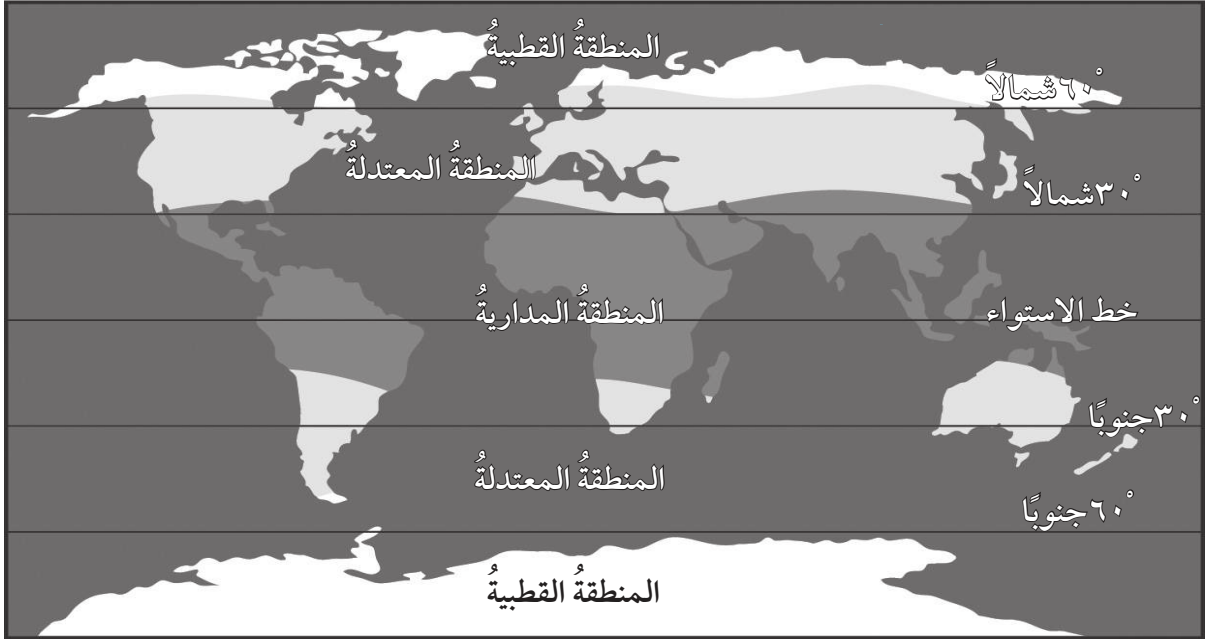 المنطقةُ القطبيةُ
٦٠°شمالاً
المنطقةُ المعتدلةُ
٣٠°شمالاً
المنطقةُ المداريةُ
خط الاستواء
٣٠°جنوبًا
المنطقةُ المعتدلةُ
٦٠°جنوبًا
المنطقةُ القطبيةُ